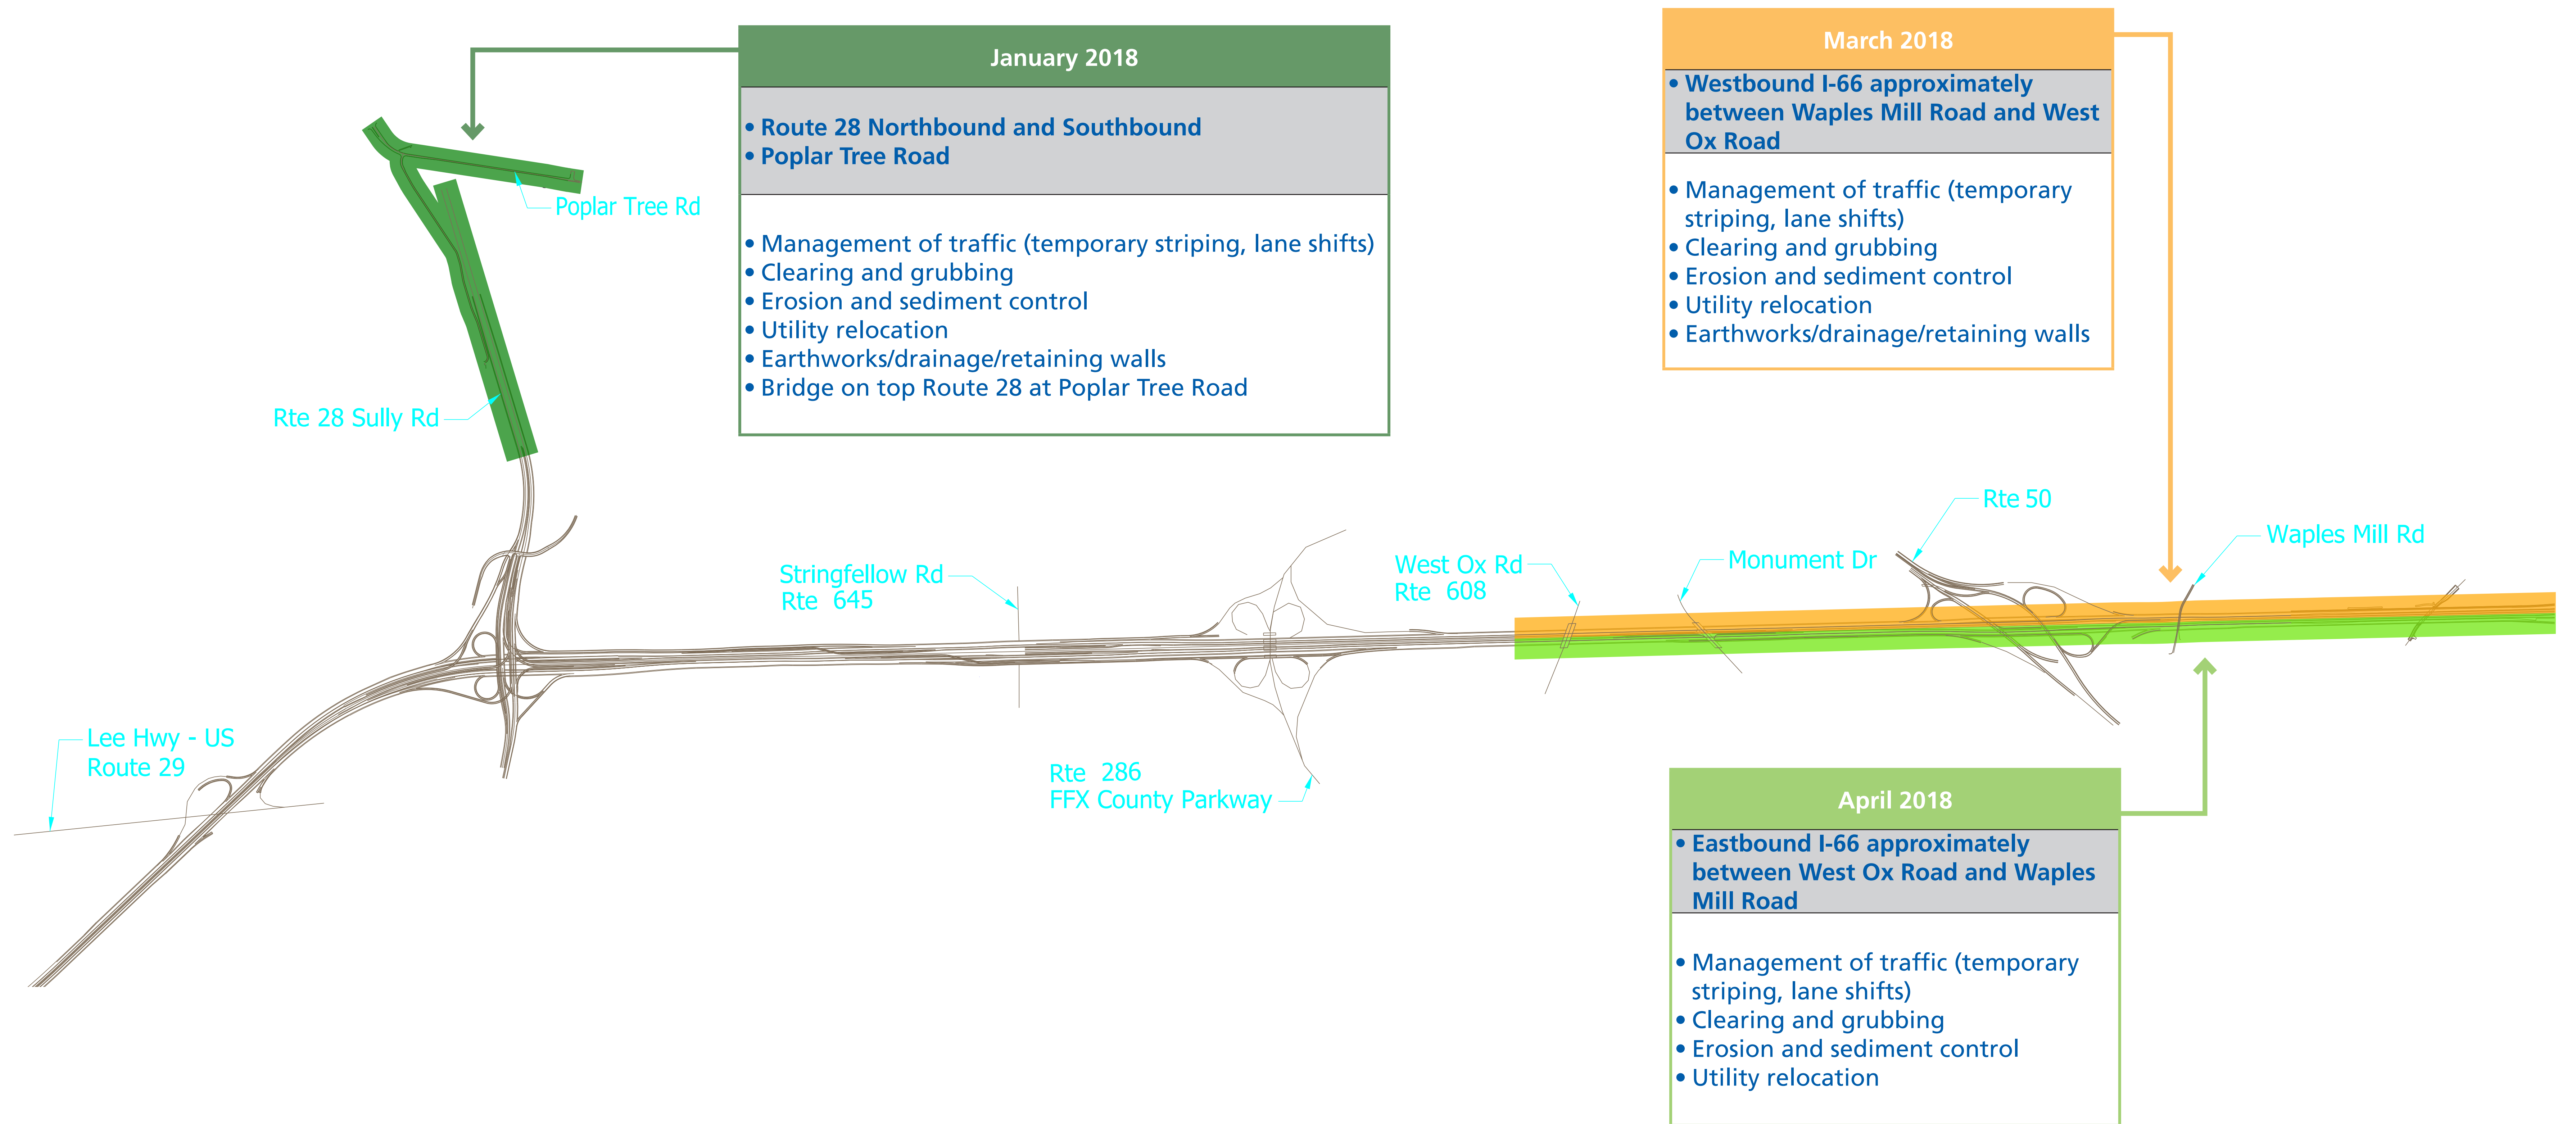 January 2018
• Route 28 Northbound and Southbound
• Poplar Tree Road
• Management of traffic (temporary striping, lane shifts)
• Clearing and grubbing
• Erosion and sediment control
• Utility relocation
• Earthworks/drainage/retaining walls
• Bridge on top Route 28 at Poplar Tree Road
March 2018
• Westbound I-66 approximately
between Waples Mill Road and West
Ox Road
• Management of traffic (temporary
striping, lane shifts)
• Clearing and grubbing
• Erosion and sediment control
• Utility relocation
• Earthworks/drainage/retaining walls
Poplar Tree Rd
Rte 28 Sully Rd
Stringfellow Rd
Rte 645
West Ox Rd
Rte 608
Monument Dr
Rte 50
Waples Mill Rd
Lee Hwy - US
Route 29
Rte 286
FFX County Parkway
April 2018
• Eastbound I-66 approximately
between West Ox Road and Waples
Mill Road
• Management of traffic (temporary
striping, lane shifts)
• Clearing and grubbing
• Erosion and sediment control
• Utility relocation